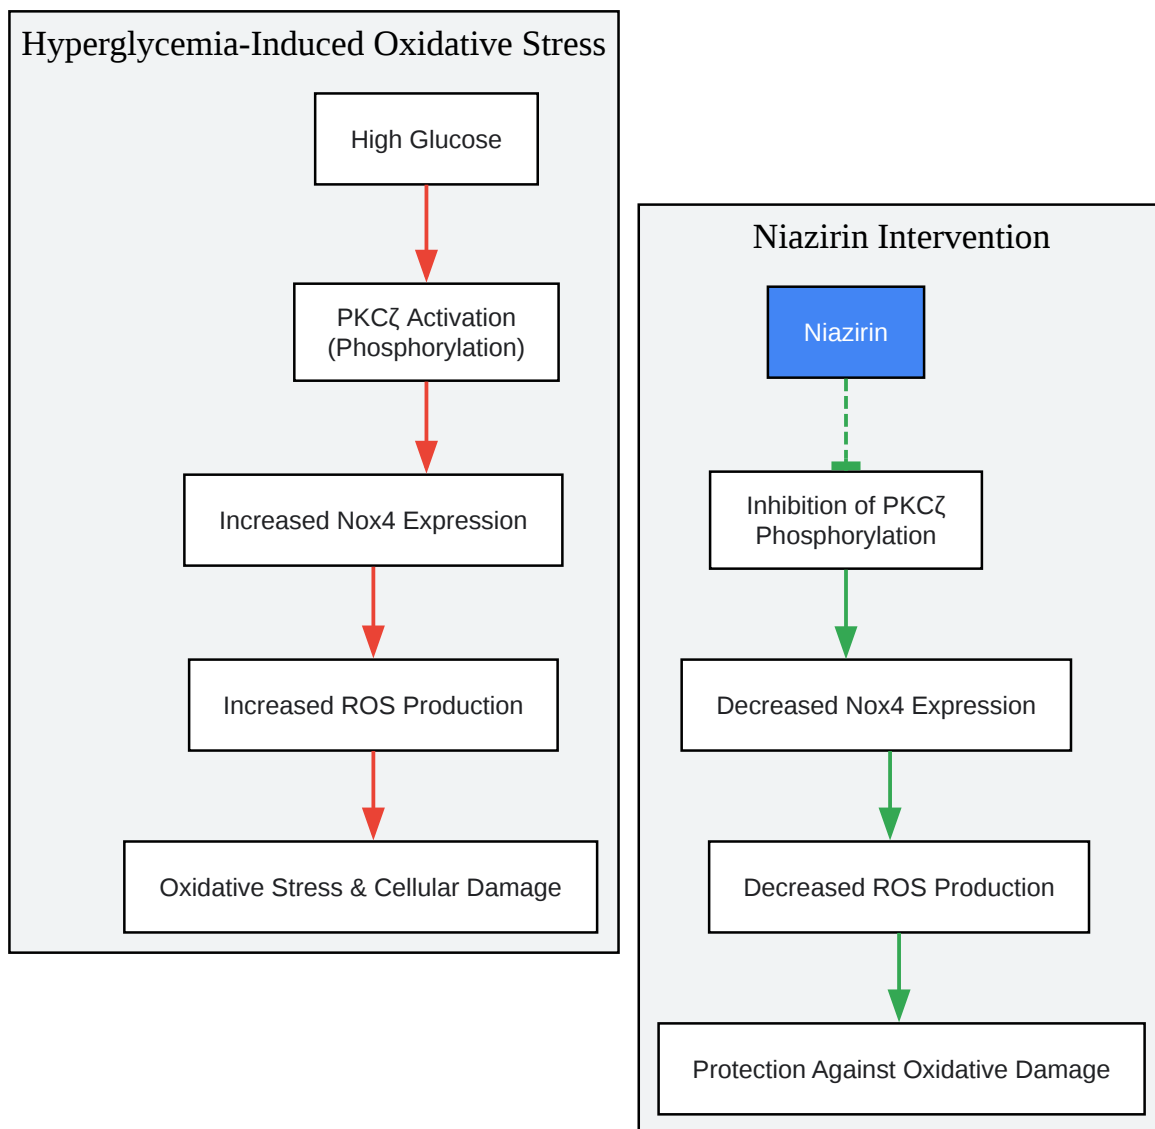 Hyperglycemia-Induced Oxidative Stress
High Glucose
PKCζ Activation
(Phosphorylation)
Increased Nox4 Expression
Increased ROS Production
Oxidative Stress & Cellular Damage
Niazirin Intervention
Niazirin
Inhibition of PKCζ
Phosphorylation
Decreased Nox4 Expression
Decreased ROS Production
Protection Against Oxidative Damage